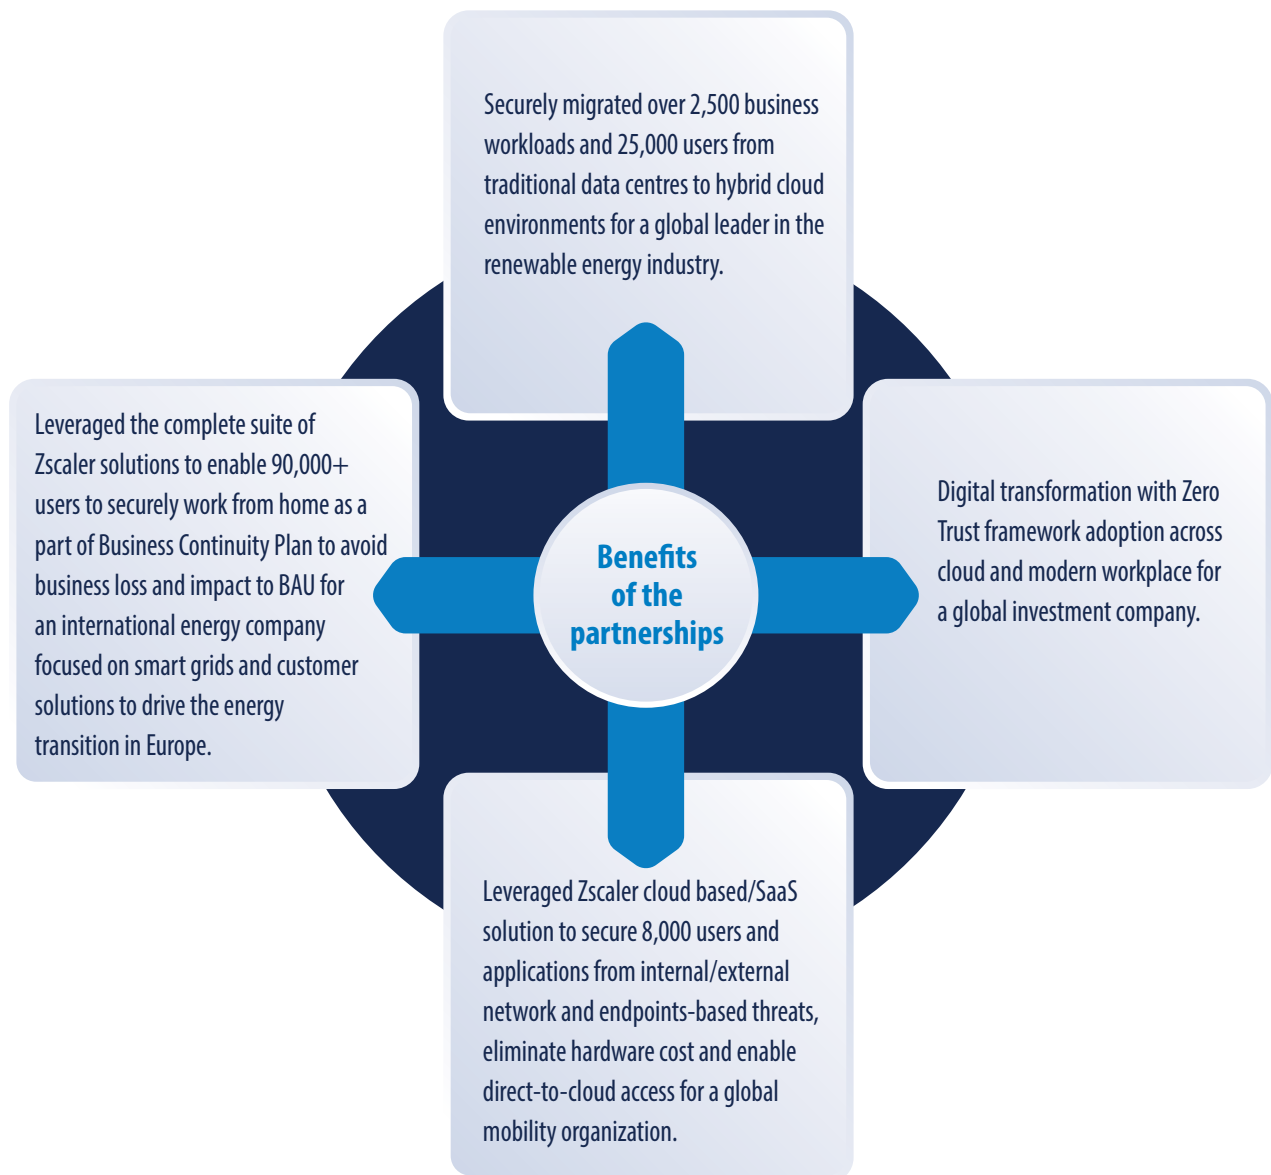 Securely migrated over 2,500 business
workloads and 25,000 users from
traditional data centres to hybrid cloud
environments for a global leader in the
renewable energy industry.
Leveraged the complete suite of
Zscaler solutions to enable 90,000+
users to securely work from home as a
part of Business Continuity Plan to avoid
business loss and impact to BAU for
an international energy company
focused on smart grids and customer
solutions to drive the energy
transition in Europe.
Benefits
of the
partnerships
Digital transformation with Zero
Trust framework adoption across
cloud and modern workplace for
a global investment company.
Leveraged Zscaler cloud based/SaaS
solution to secure 8,000 users and
applications from internal/external
network and endpoints-based threats,
eliminate hardware cost and enable
direct-to-cloud access for a global
mobility organization.